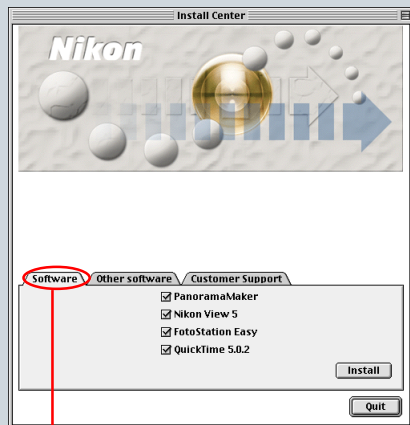 Install Center
Nikon
Software Other software Customer Support
PanoramaMaker
Nikon View 5
FotoStation Easy
QuickTime 5.0.2
Install
Quit